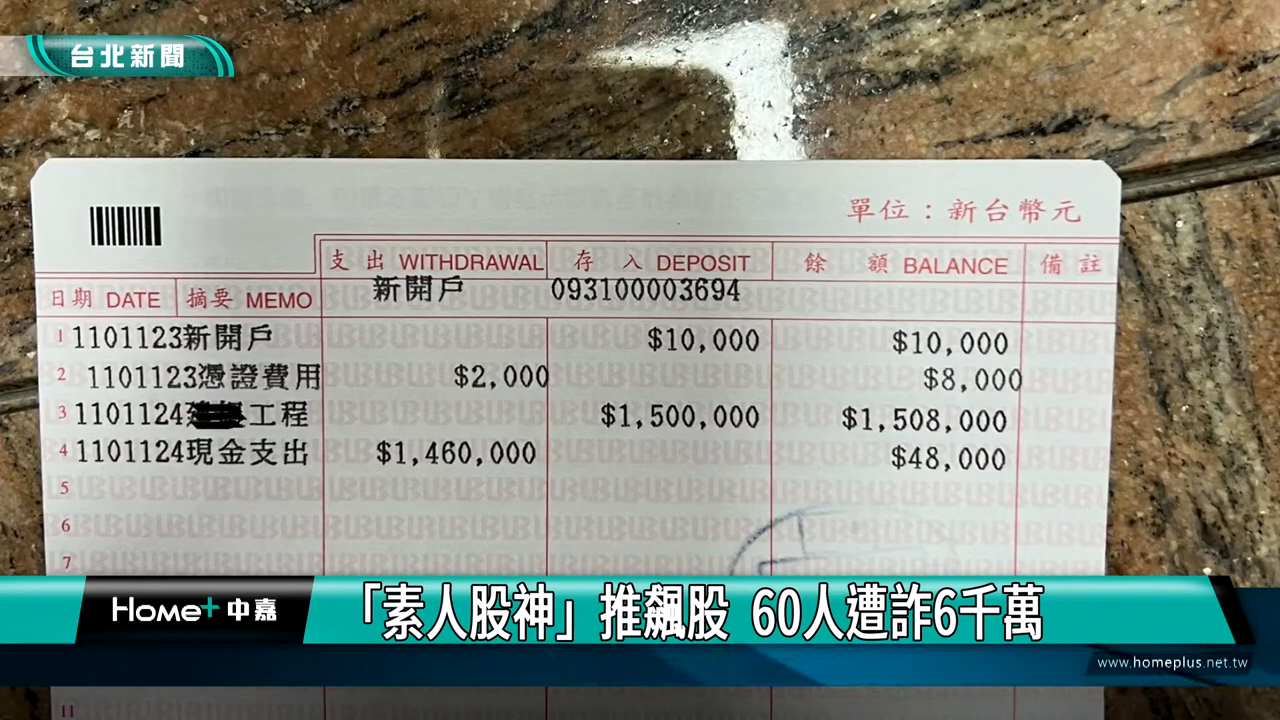 台北新聞
單位：新台幣元
日期 DATE 摘要 MEMO 支出 WITHDRAWAL 存入 DEPOSIT 餘額 BALANCE 備註
新開戶 093100003694
1 1101123新開戶 $10,000 $10,000
2 1101123憑證費用 $2,000 $8,000
3 1101124 工程 $1,500,000 $1,508,000
4 1101124現金支出 $1,460,000 $48,000
5
6
7
Home+ 中嘉
「素人股神」推飆股 60人遭詐6千萬
www.homeplus.net.tw
11